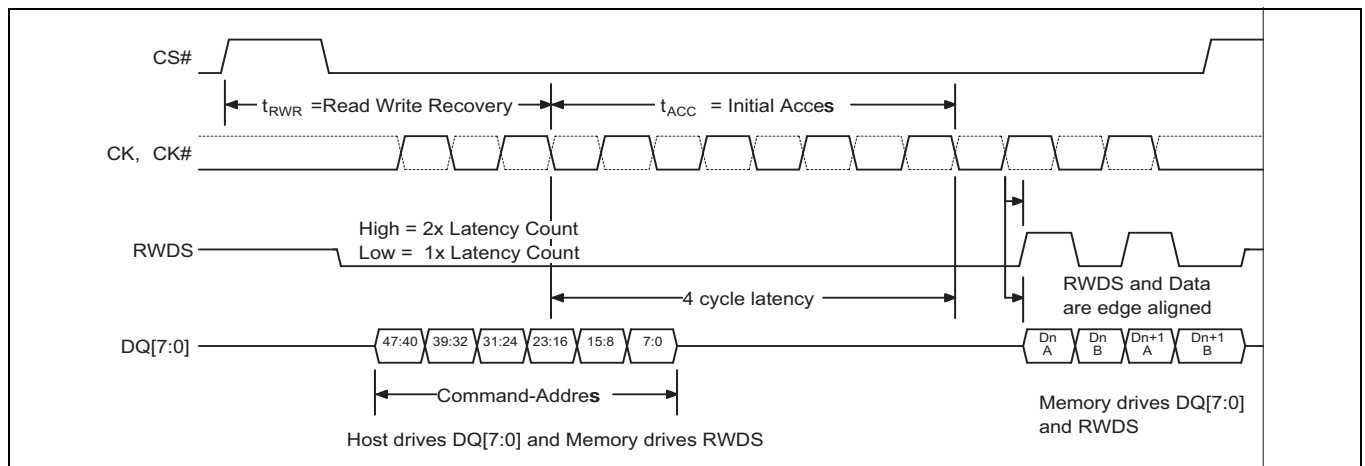 CS#
tRWR =Read Write Recovery
tACC = Initial Acces
CK, CK#
High = 2x Latency Count
Low = 1x Latency Count
RWDS
4 cycle latency
RWDS and Data
are edge aligned
DQ[7:0]
47:40 39:32 31:24 23:16 15:8 7:0
Dn A
Dn B
Dn+1 A
Dn+1 B
Command-Addres
Host drives DQ[7:0] and Memory drives RWDS
Memory drives DQ[7:0]
and RWDS